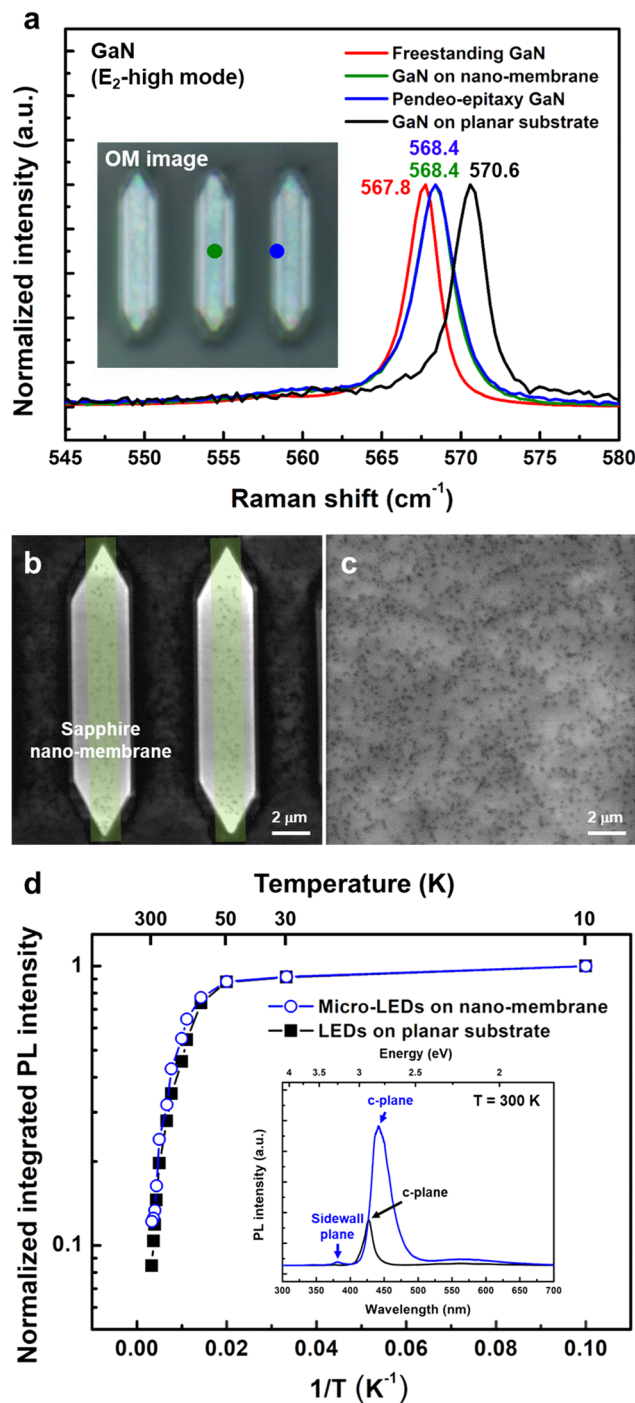 a
GaN
(E2-high mode)
Freestanding GaN
GaN on nano-membrane
Pendeo-epitaxy GaN
GaN on planar substrate
OM image
568.4
568.4
570.6
567.8
Normalized intensity (a.u.)
545 550 555 560 565 570 575 580
Raman shift (cm-1)
b
Sapphire
nano-membrane
2 μm
c
2 μm
d
Temperature (K)
300 50 30 10
Normalized integrated PL intensity
1
0.1
Micro-LEDs on nano-membrane
LEDs on planar substrate
Energy (eV)
4 3 2
T = 300 K
c-plane
c-plane
Sidewall
plane
PL intensity (a.u.)
300 350 400 450 500 550 600 650 700
Wavelength (nm)
0.00 0.02 0.04 0.06 0.08 0.10
1/T (K-1)